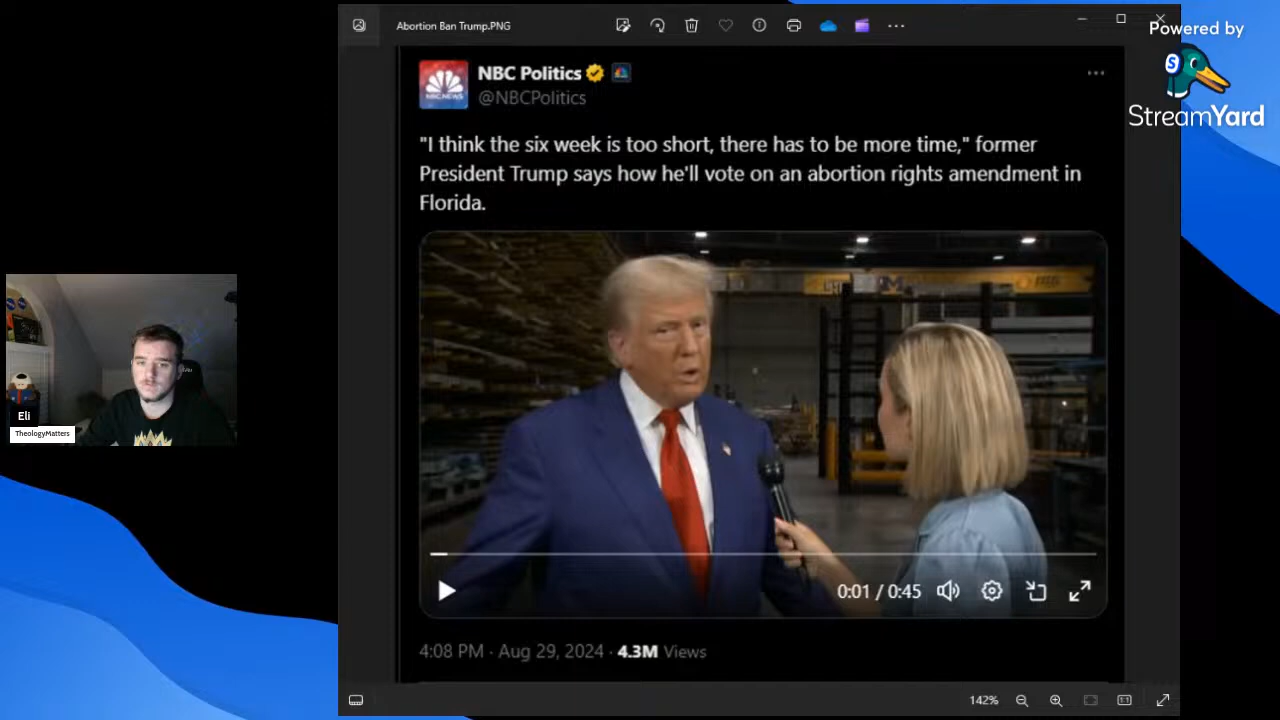 Abortion Ban Trump.PNG
Powered by
StreamYard
NBC Politics
@NBCPolitics
NBC NEWS
"I think the six week is too short, there has to be more time," former
President Trump says how he'll vote on an abortion rights amendment in
Florida.
0:01 / 0:45
4:08 PM · Aug 29, 2024 · 4.3M Views
Eli
TheologyMatters
142%